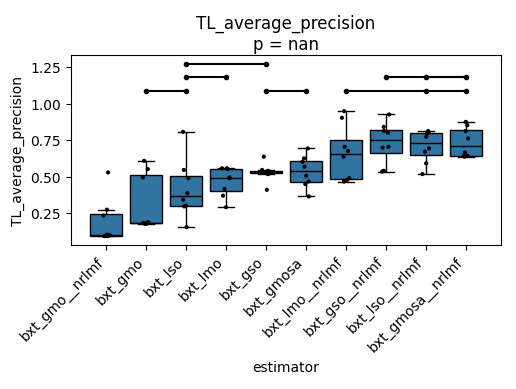 TL_average_precision
p = nan
TL_average_precision
1.25
1.00
0.75
0.50
0.25
bxt_gmo__nrlmf
bxt_gmo
bxt_lso
bxt_lmo
bxt_gso
bxt_gmosa
bxt_lmo__nrlmf
bxt_gso__nrlmf
bxt_lso__nrlmf
bxt_gmosa__nrlmf
estimator